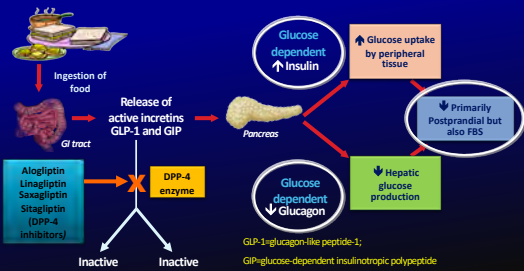 Ingestion of
food
GI tract
Release of
active incretins
GLP-1 and GIP
Pancreas
Glucose
dependent
Insulin
Glucose uptake
by peripheral
tissue
Primarily
Postprandial but
also FBS
Alogliptin
Linagliptin
Saxagliptin
Sitagliptin
(DPP-4
inhibitors)
X
DPP-4
enzyme
Glucose
dependent
Glucagon
Hepatic
glucose
production
Inactive
Inactive
GLP-1=glucagon-like peptide-1;
GIP=glucose-dependent insulinotropic polypeptide